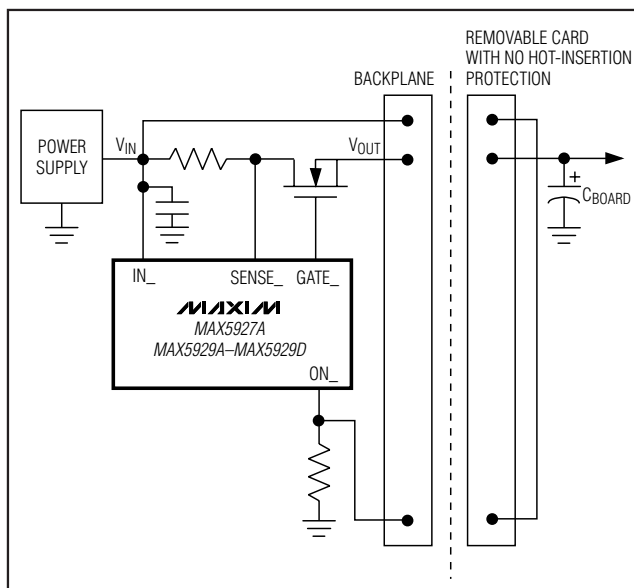 REMOVABLE CARD
WITH NO HOT-INSERTION
PROTECTION
BACKPLANE
POWER
SUPPLY
VIN
VOUT
+
CBOARD
IN_
SENSE_
GATE_
MAXIM
MAX5927A
MAX5929A–MAX5929D
ON_